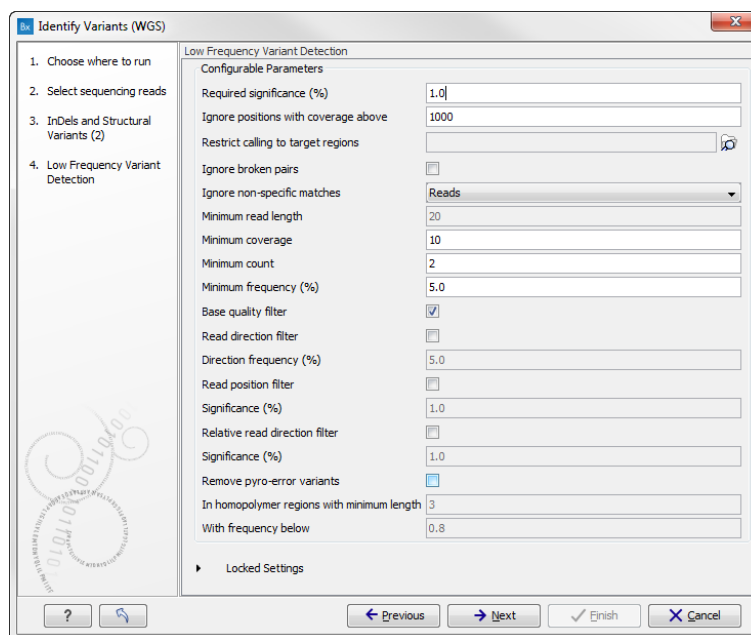 Bx Identify Variants (WGS)
x
1. Choose where to run
2. Select sequencing reads
3. InDels and Structural
Variants (2)
4. Low Frequency Variant
Detection
Low Frequency Variant Detection
Configurable Parameters
Required significance (%) 1.0
Ignore positions with coverage above 1000
Restrict calling to target regions
Ignore broken pairs
Ignore non-specific matches Reads
Minimum read length 20
Minimum coverage 10
Minimum count 2
Minimum frequency (%) 5.0
Base quality filter
Read direction filter
Direction frequency (%) 5.0
Read position filter
Significance (%) 1.0
Relative read direction filter
Significance (%) 1.0
Remove pyro-error variants
In homopolymer regions with minimum length 3
With frequency below 0.8
Locked Settings
? Previous Next Finish Cancel